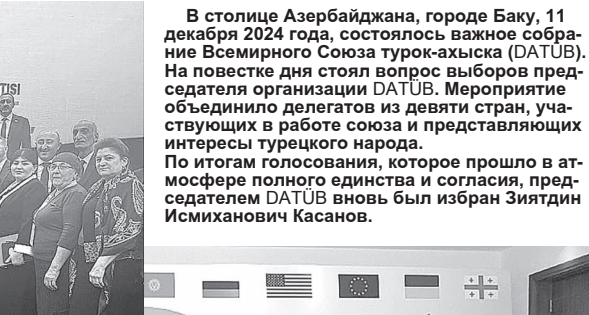 TISI
В столице Азербайджана, городе Баку, 11
декабря 2024 года, состоялось важное собра-
ние Всемирного Союза турок-ахыска (DATÜB).
На повестке дня стоял вопрос выборов пред-
седателя организации DATÜB. Мероприятие
объединило делегатов из девяти стран, уча-
ствующих в работе союза и представляющих
интересы турецкого народа.
По итогам голосования, которое прошло в ат-
мосфере полного единства и согласия, пред-
седателем DATÜB вновь был избран Зиятдин
Исмиханович Касанов.